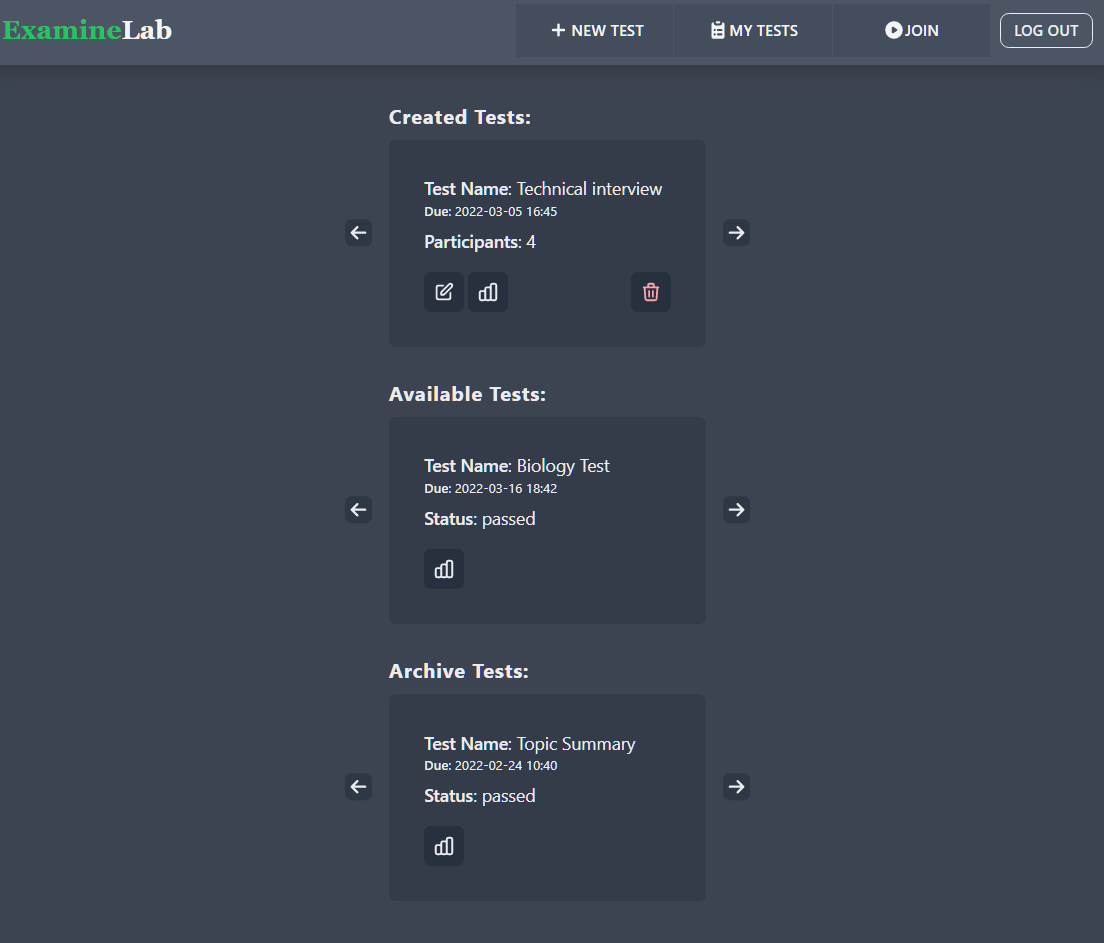 ExamineLab
NEW TEST
MY TESTS
JOIN
LOG OUT
Created Tests:
Test Name: Technical interview
Due: 2022-03-05 16:45
Participants: 4
Available Tests:
Test Name: Biology Test
Due: 2022-03-16 18:42
Status: passed
Archive Tests:
Test Name: Topic Summary
Due: 2022-02-24 10:40
Status: passed